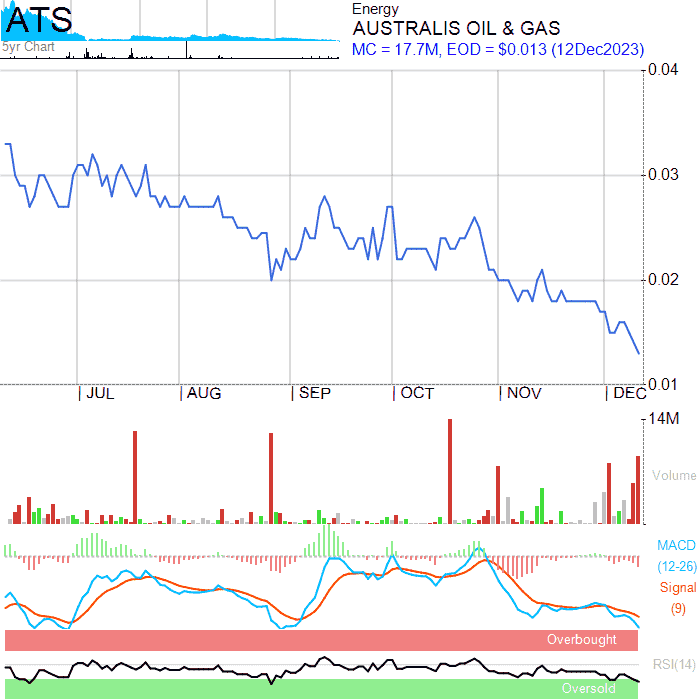 ATS
5yr Chart
Energy
AUSTRALIS OIL & GAS
MC = 17.7M, EOD = $0.013 (12Dec2023)
0.04
0.03
0.02
0.01
JUL AUG SEP OCT NOV DEC
14M
Volume
MACD
(12-26)
Signal
(9)
Overbought
RSI(14)
Oversold